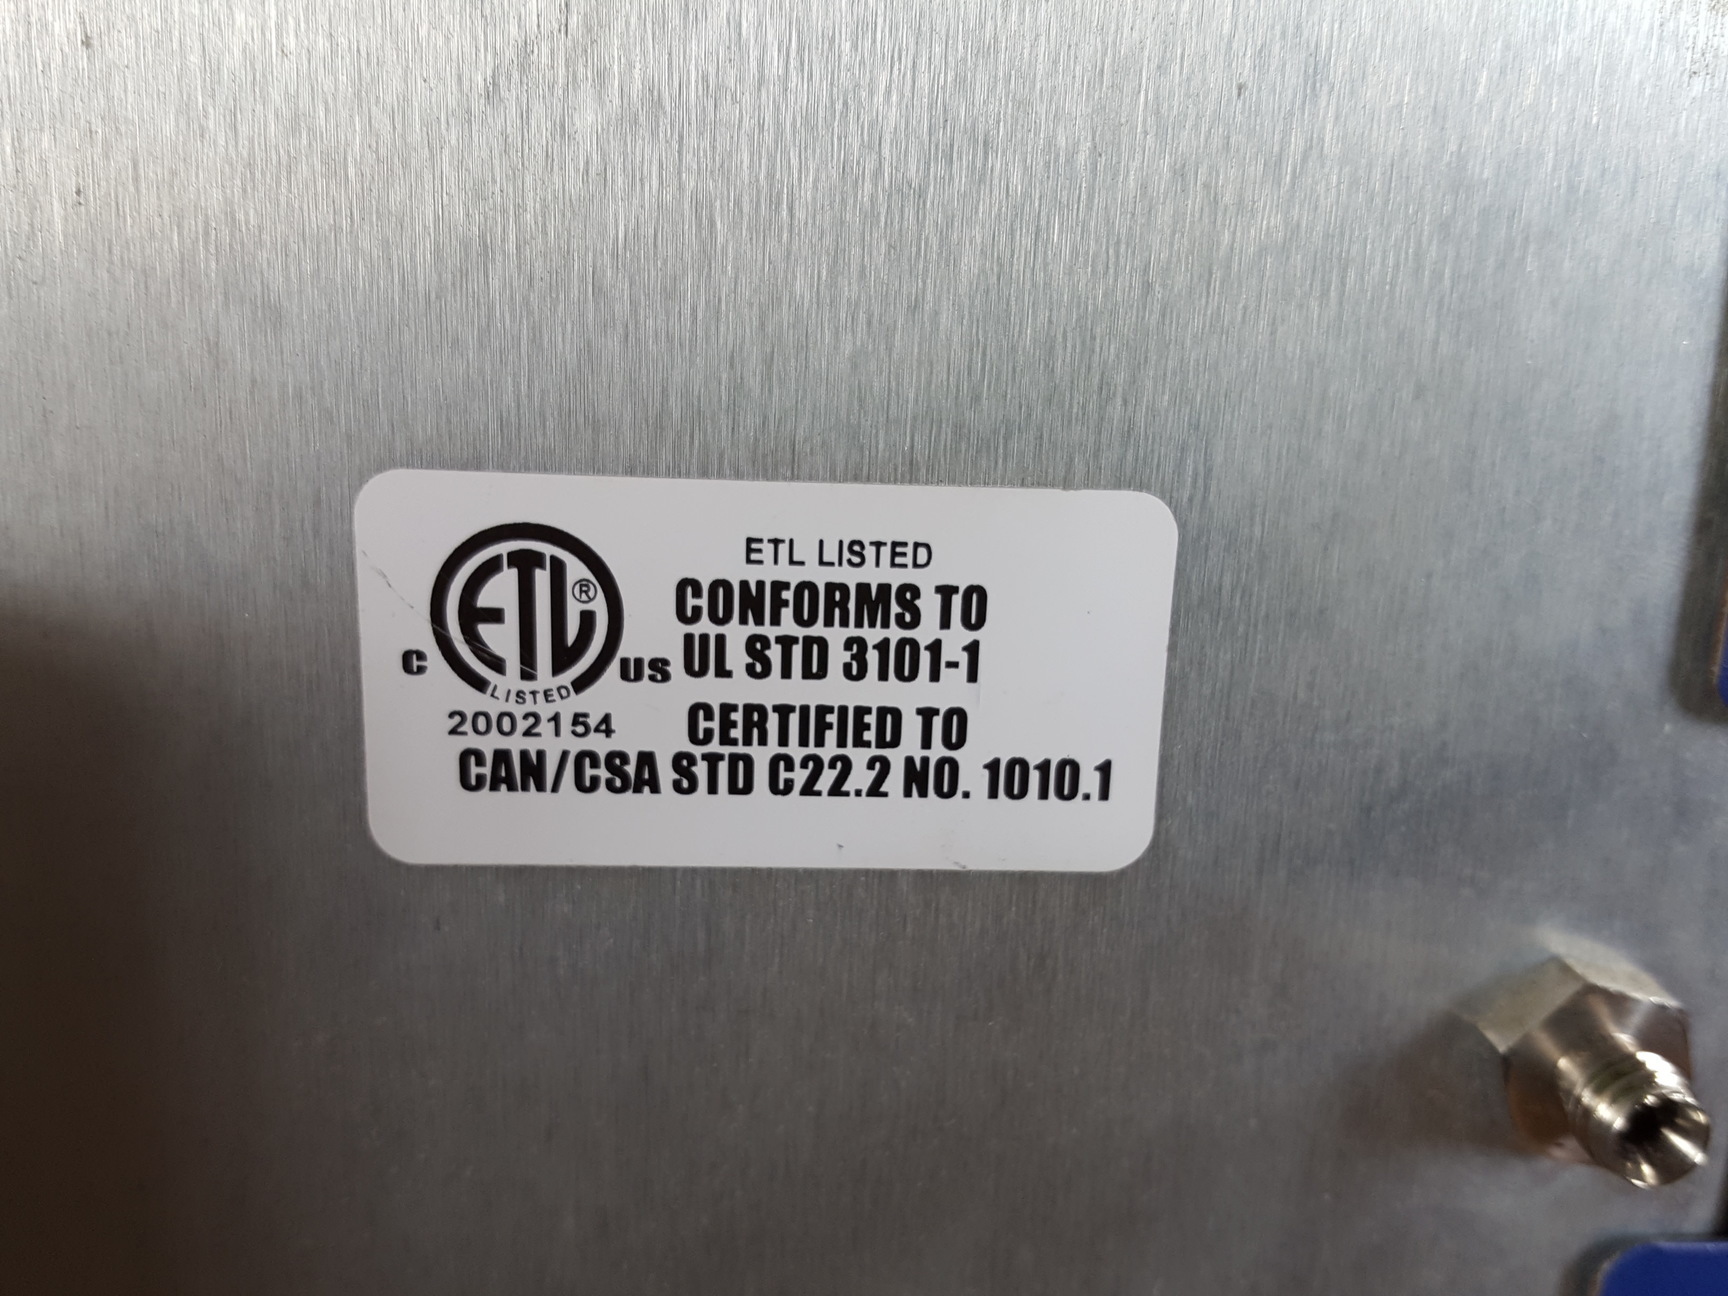 ETL®
LISTED
C
US
2002154
ETL LISTED
CONFORMS TO
UL STD 3101-1
CERTIFIED TO
CAN/CSA STD C22.2 NO. 1010.1